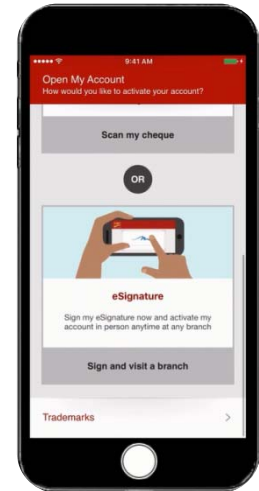 9:41 AM
Open My Account
How would you like to activate your account?
Scan my cheque
OR
eSignature
Sign my eSignature now and activate my
account in person anytime at any branch
Sign and visit a branch
Trademarks